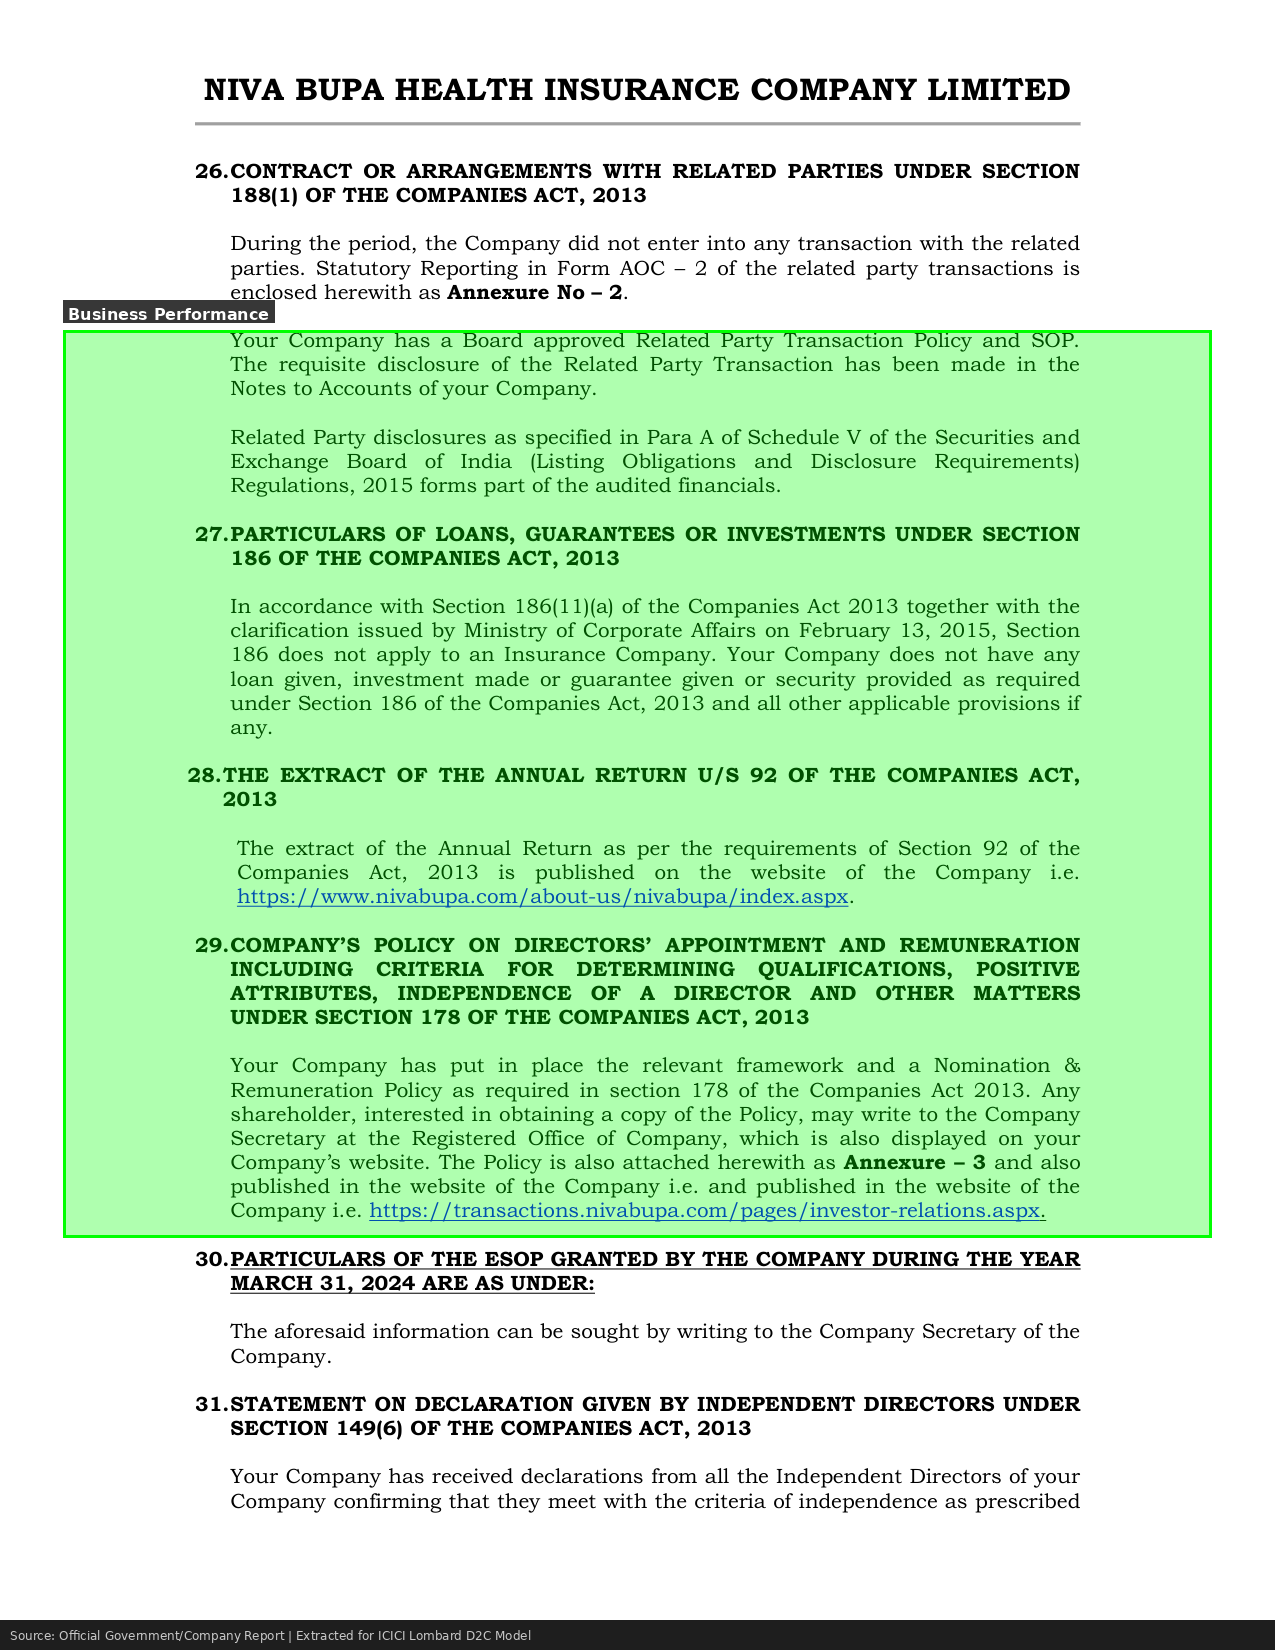 NIVA BUPA HEALTH INSURANCE COMPANY LIMITED
26.CONTRACT OR ARRANGEMENTS WITH RELATED PARTIES UNDER SECTION
188(1) OF THE COMPANIES ACT, 2013
During the period, the Company did not enter into any transaction with the related
parties. Statutory Reporting in Form AOC – 2 of the related party transactions is
enclosed herewith as Annexure No – 2.
Business Performance
Your Company has a Board approved Related Party Transaction Policy and SOP.
The requisite disclosure of the Related Party Transaction has been made in the
Notes to Accounts of your Company.
Related Party disclosures as specified in Para A of Schedule V of the Securities and
Exchange Board of India (Listing Obligations and Disclosure Requirements)
Regulations, 2015 forms part of the audited financials.
27.PARTICULARS OF LOANS, GUARANTEES OR INVESTMENTS UNDER SECTION
186 OF THE COMPANIES ACT, 2013
In accordance with Section 186(11)(a) of the Companies Act 2013 together with the
clarification issued by Ministry of Corporate Affairs on February 13, 2015, Section
186 does not apply to an Insurance Company. Your Company does not have any
loan given, investment made or guarantee given or security provided as required
under Section 186 of the Companies Act, 2013 and all other applicable provisions if
any.
28.THE EXTRACT OF THE ANNUAL RETURN U/S 92 OF THE COMPANIES ACT,
2013
The extract of the Annual Return as per the requirements of Section 92 of the
Companies Act, 2013 is published on the website of the Company i.e.
https://www.nivabupa.com/about-us/nivabupa/index.aspx.
29.COMPANY’S POLICY ON DIRECTORS’ APPOINTMENT AND REMUNERATION
INCLUDING CRITERIA FOR DETERMINING QUALIFICATIONS, POSITIVE
ATTRIBUTES, INDEPENDENCE OF A DIRECTOR AND OTHER MATTERS
UNDER SECTION 178 OF THE COMPANIES ACT, 2013
Your Company has put in place the relevant framework and a Nomination &
Remuneration Policy as required in section 178 of the Companies Act 2013. Any
shareholder, interested in obtaining a copy of the Policy, may write to the Company
Secretary at the Registered Office of Company, which is also displayed on your
Company’s website. The Policy is also attached herewith as Annexure – 3 and also
published in the website of the Company i.e. and published in the website of the
Company i.e. https://transactions.nivabupa.com/pages/investor-relations.aspx.
30.PARTICULARS OF THE ESOP GRANTED BY THE COMPANY DURING THE YEAR
MARCH 31, 2024 ARE AS UNDER:
The aforesaid information can be sought by writing to the Company Secretary of the
Company.
31.STATEMENT ON DECLARATION GIVEN BY INDEPENDENT DIRECTORS UNDER
SECTION 149(6) OF THE COMPANIES ACT, 2013
Your Company has received declarations from all the Independent Directors of your
Company confirming that they meet with the criteria of independence as prescribed
Source: Official Government/Company Report | Extracted for ICICI Lombard D2C Model